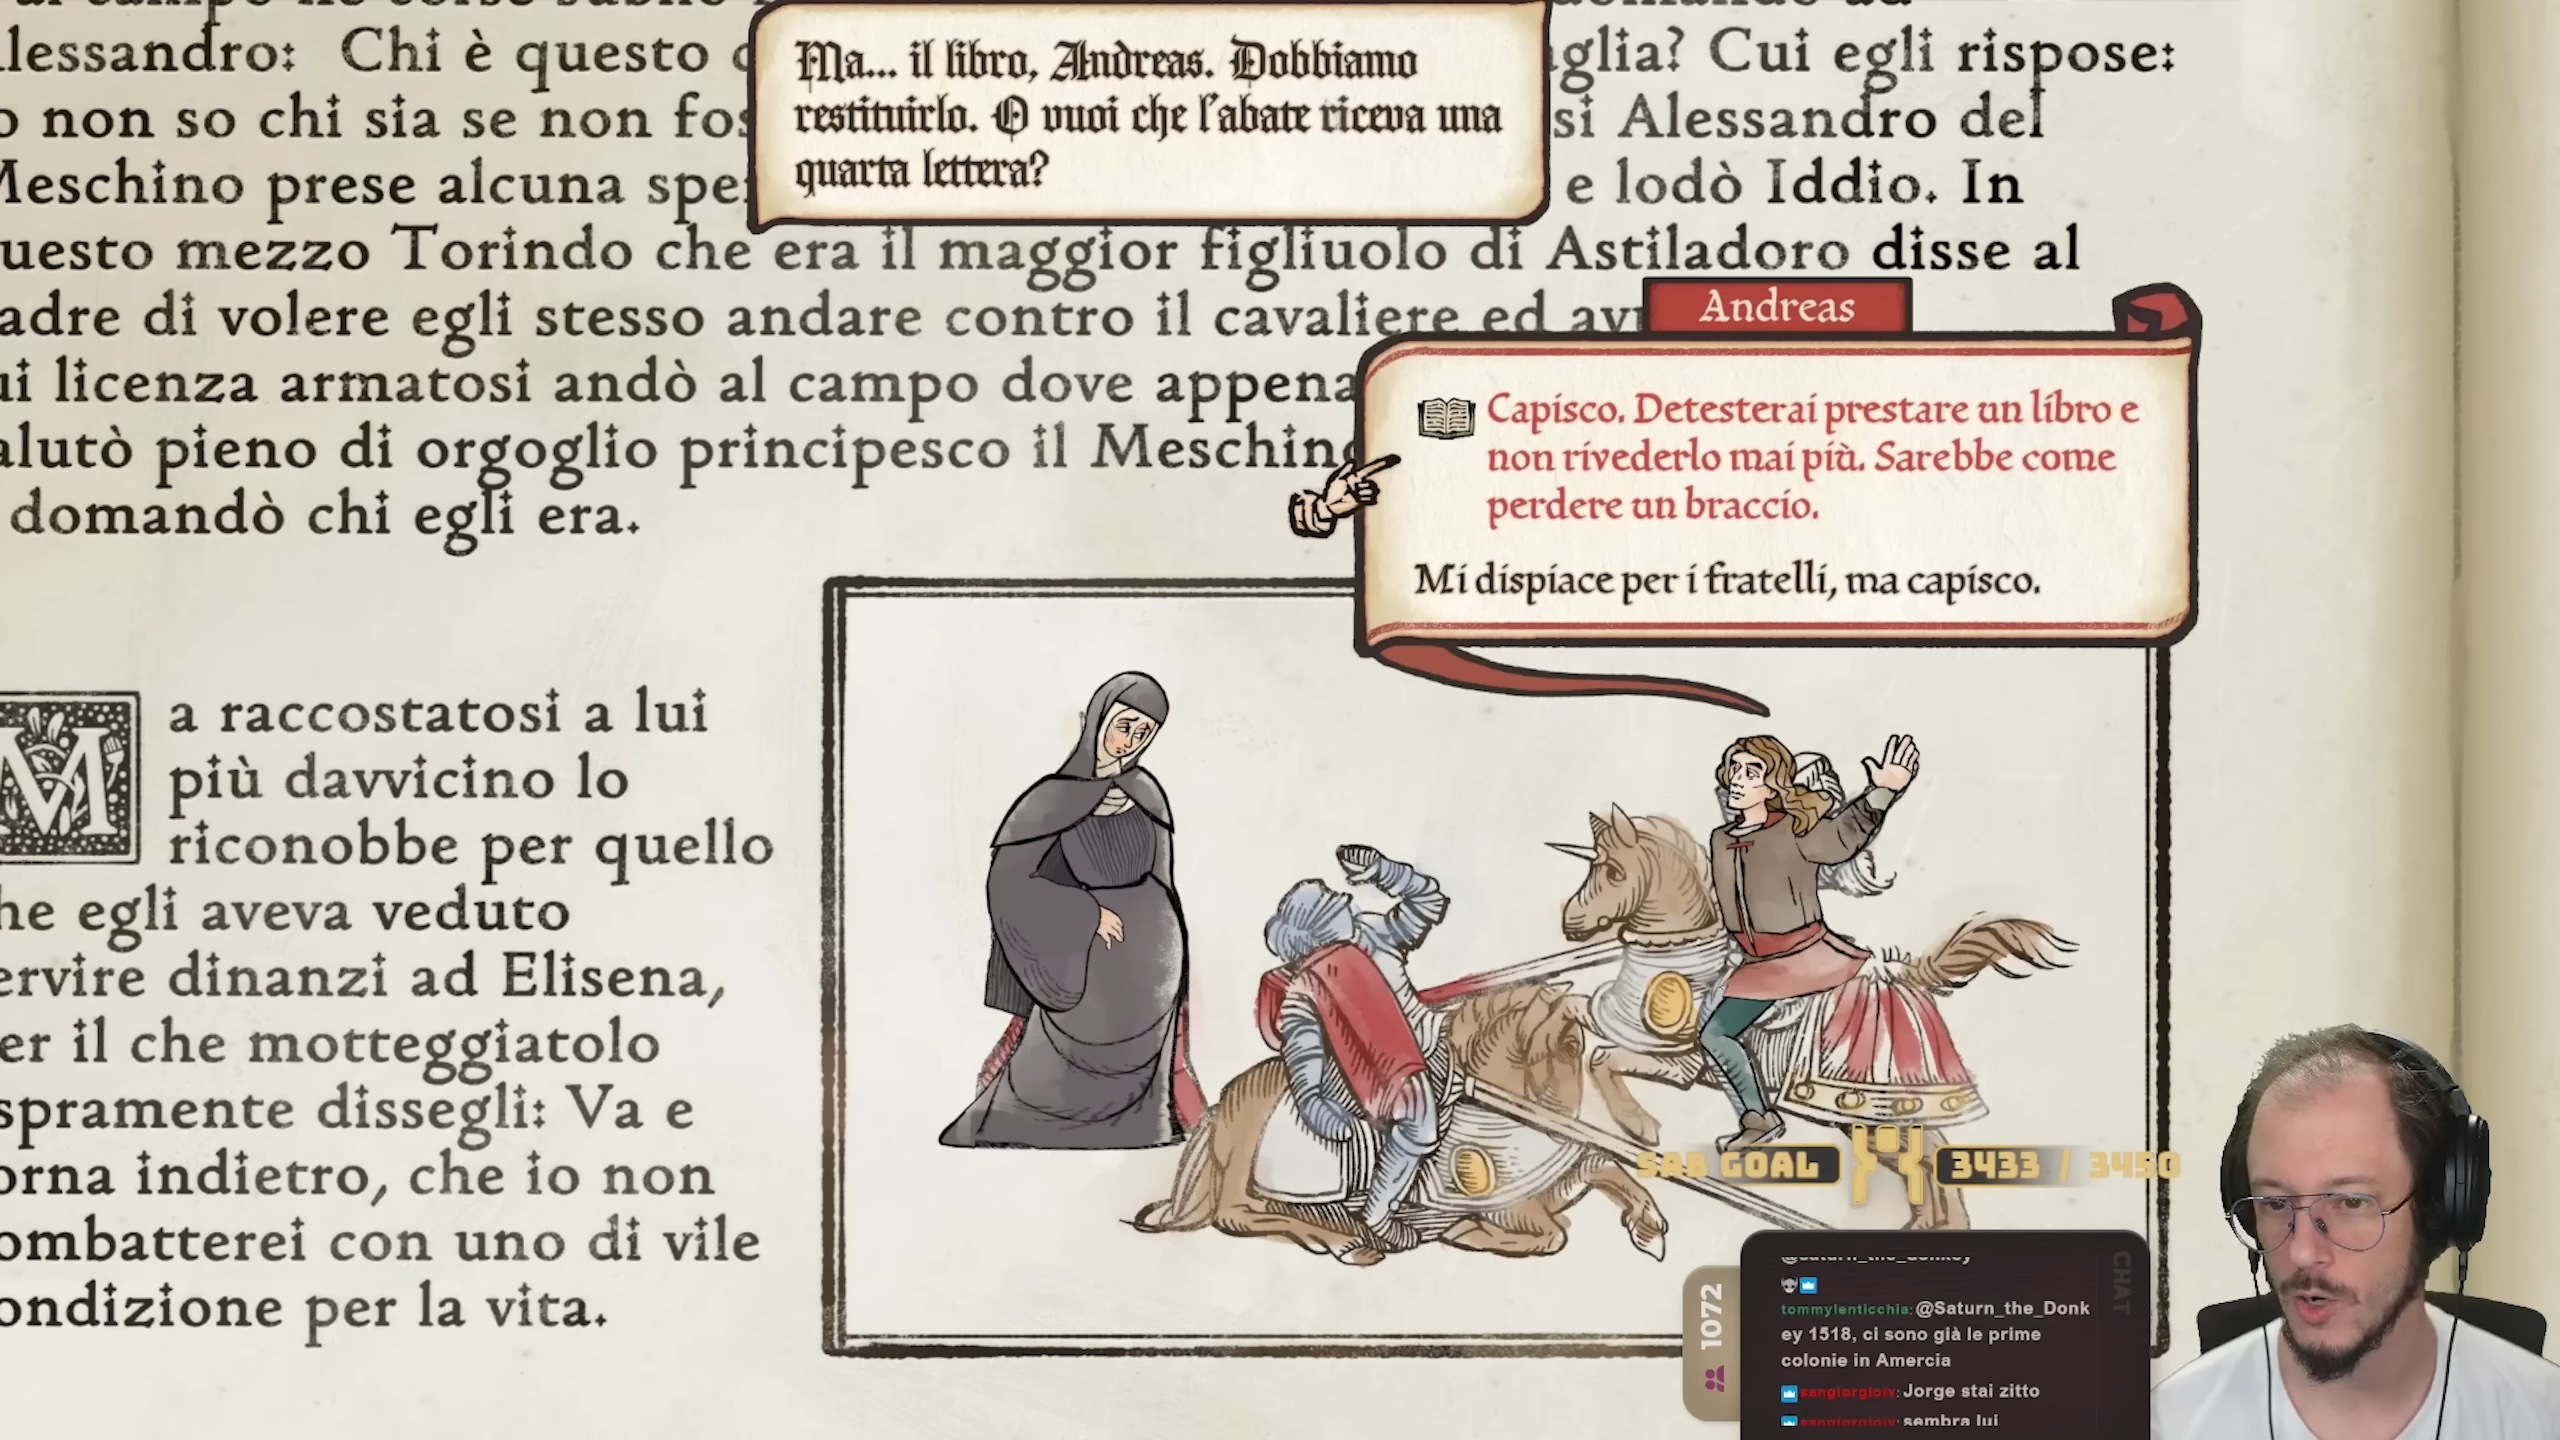 lessandro: Chi è questo
aglia? Cui egli rispose:
o non so chi sia se non fos
si Alessandro del
Meschino prese alcuna spe
e lodò Iddio. In
uesto mezzo Torindo che era il maggior figliuolo di Astiladoro disse al
adre di volere egli stesso andare contro il cavaliere ed
ui licenza armatosi andò al campo dove appena
alutò pieno di orgoglio principesco il Meschino
domandò chi egli era.
Ma... il libro, Andreas. Dobbiamo
restituirlo. O vuoi che l'abate riceva una
quarta lettera?
Andreas
Capisco. Detesterai prestare un libro e
non rivederlo mai più. Sarebbe come
perdere un braccio.
Mi dispiace per i fratelli, ma capisco.
M
a raccostatosi a lui
più davvicino lo
riconobbe per quello
he egli aveva veduto
ervire dinanzi ad Elisena,
er il che motteggiatolo
spramente dissegli: Va e
orna indietro, che io non
ombatterei con uno di vile
ondizione per la vita.
SAB GOAL 3433 / 3450
1072
CHAT
@saturn_the_donkey
tommylenticchia: @Saturn_the_Donk
ey 1518, ci sono già le prime
colonie in Amercia
sangiorgioiv: Jorge stai zitto
sangiorgioiv: sembra lui